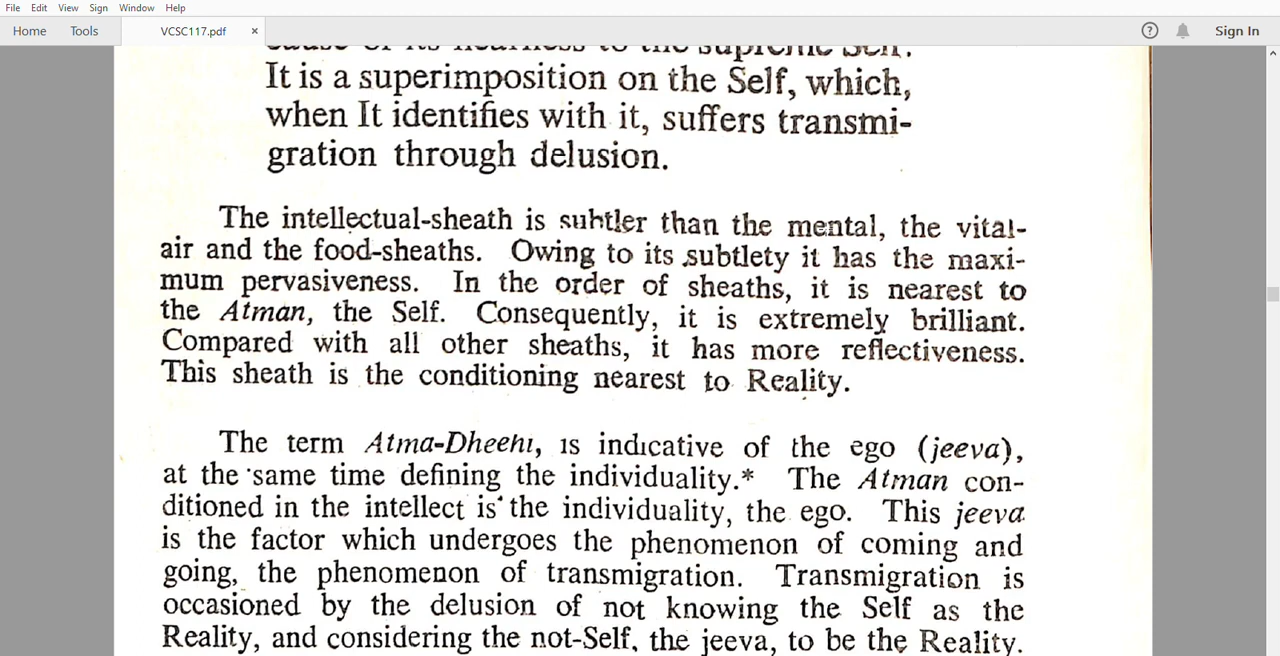 File Edit View Sign Window Help
Home Tools VCSC117.pdf × ? Sign In
cause of its nearness to the supreme Self.
It is a superimposition on the Self, which,
when It identifies with it, suffers transmi-
gration through delusion.
The intellectual-sheath is subtler than the mental, the vital-
air and the food-sheaths. Owing to its subtlety it has the maxi-
mum pervasiveness. In the order of sheaths, it is nearest to
the Atman, the Self. Consequently, it is extremely brilliant.
Compared with all other sheaths, it has more reflectiveness.
This sheath is the conditioning nearest to Reality.
The term Atma-Dheehi, is indicative of the ego (jeeva),
at the same time defining the individuality.* The Atman con-
ditioned in the intellect is the individuality, the ego. This jeeva
is the factor which undergoes the phenomenon of coming and
going, the phenomenon of transmigration. Transmigration is
occasioned by the delusion of not knowing the Self as the
Reality, and considering the not-Self, the jeeva, to be the Reality.